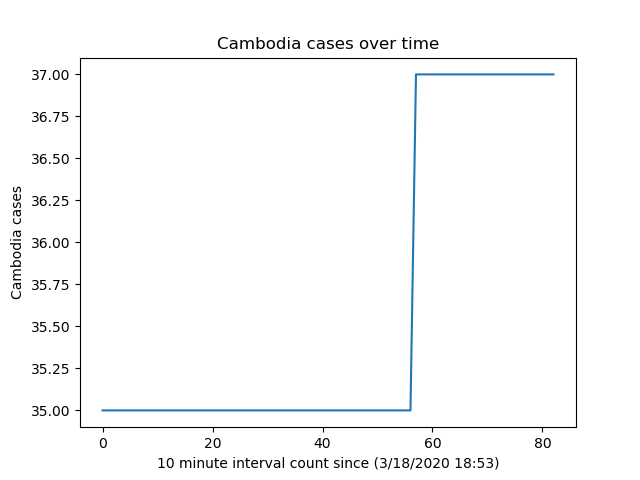 Cambodia cases over time
37.00
36.75
36.50
36.25
36.00
35.75
35.50
35.25
35.00
Cambodia cases
0 20 40 60 80
10 minute interval count since (3/18/2020 18:53)